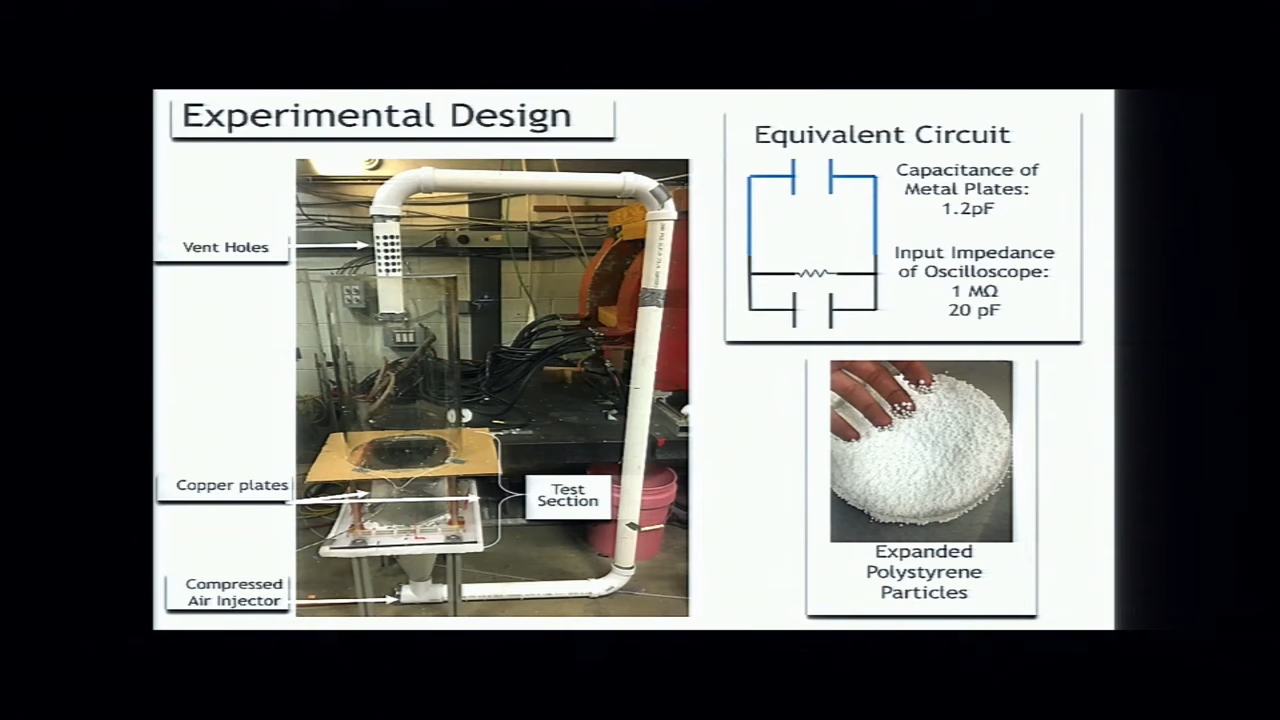 Experimental Design
Vent Holes
Copper plates
Compressed
Air Injector
Test
Section
Equivalent Circuit
Capacitance of
Metal Plates:
1.2pF
Input Impedance
of Oscilloscope:
1 MΩ
20 pF
Expanded
Polystyrene
Particles